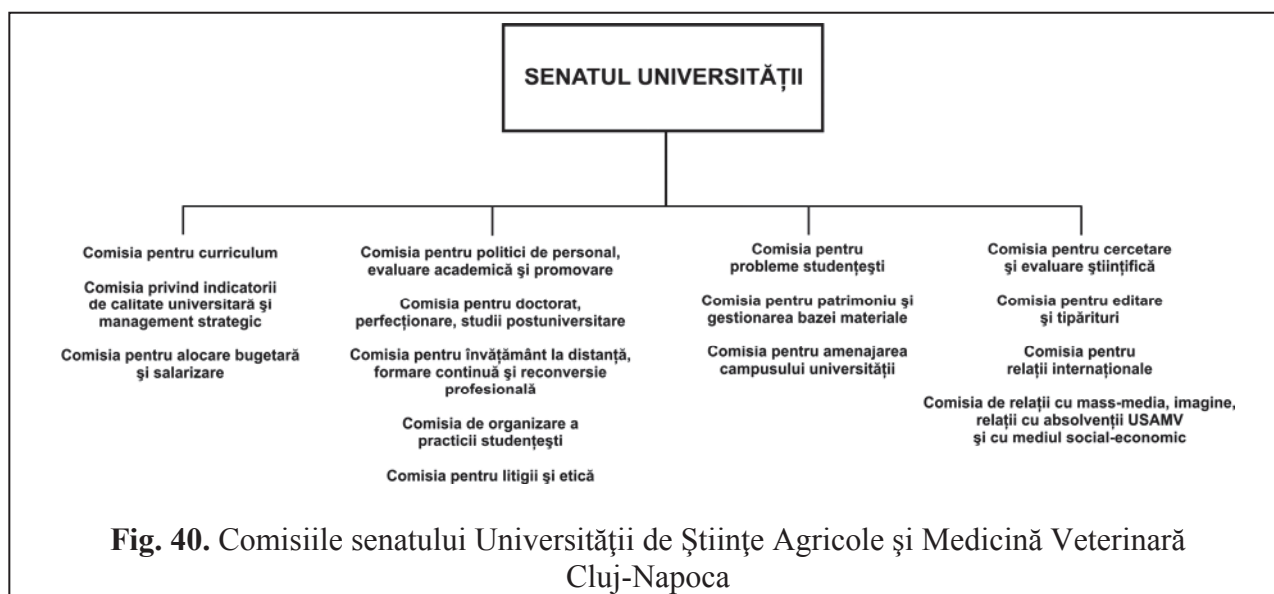 SENATUL UNIVERSITĂȚII
Comisia pentru curriculum
Comisia privind indicatorii
de calitate universitară şi
management strategic
Comisia pentru alocare bugetară
şi salarizare
Comisia pentru politici de personal,
evaluare academică şi promovare
Comisia pentru doctorat,
perfecționare, studii postuniversitare
Comisia pentru învățământ la distanță,
formare continuă şi reconversie
profesională
Comisia de organizare a
practicii studențeşti
Comisia pentru litigii şi etică
Comisia pentru
probleme studențeşti
Comisia pentru patrimoniu şi
gestionarea bazei materiale
Comisia pentru amenajarea
campusului universității
Comisia pentru cercetare
şi evaluare ştiințifică
Comisia pentru editare
şi tipărituri
Comisia pentru
relații internaționale
Comisia de relații cu mass-media, imagine,
relații cu absolvenții USAMV
şi cu mediul social-economic
Fig. 40. Comisiile senatului Universităţii de Ştiinţe Agricole şi Medicină Veterinară
Cluj-Napoca